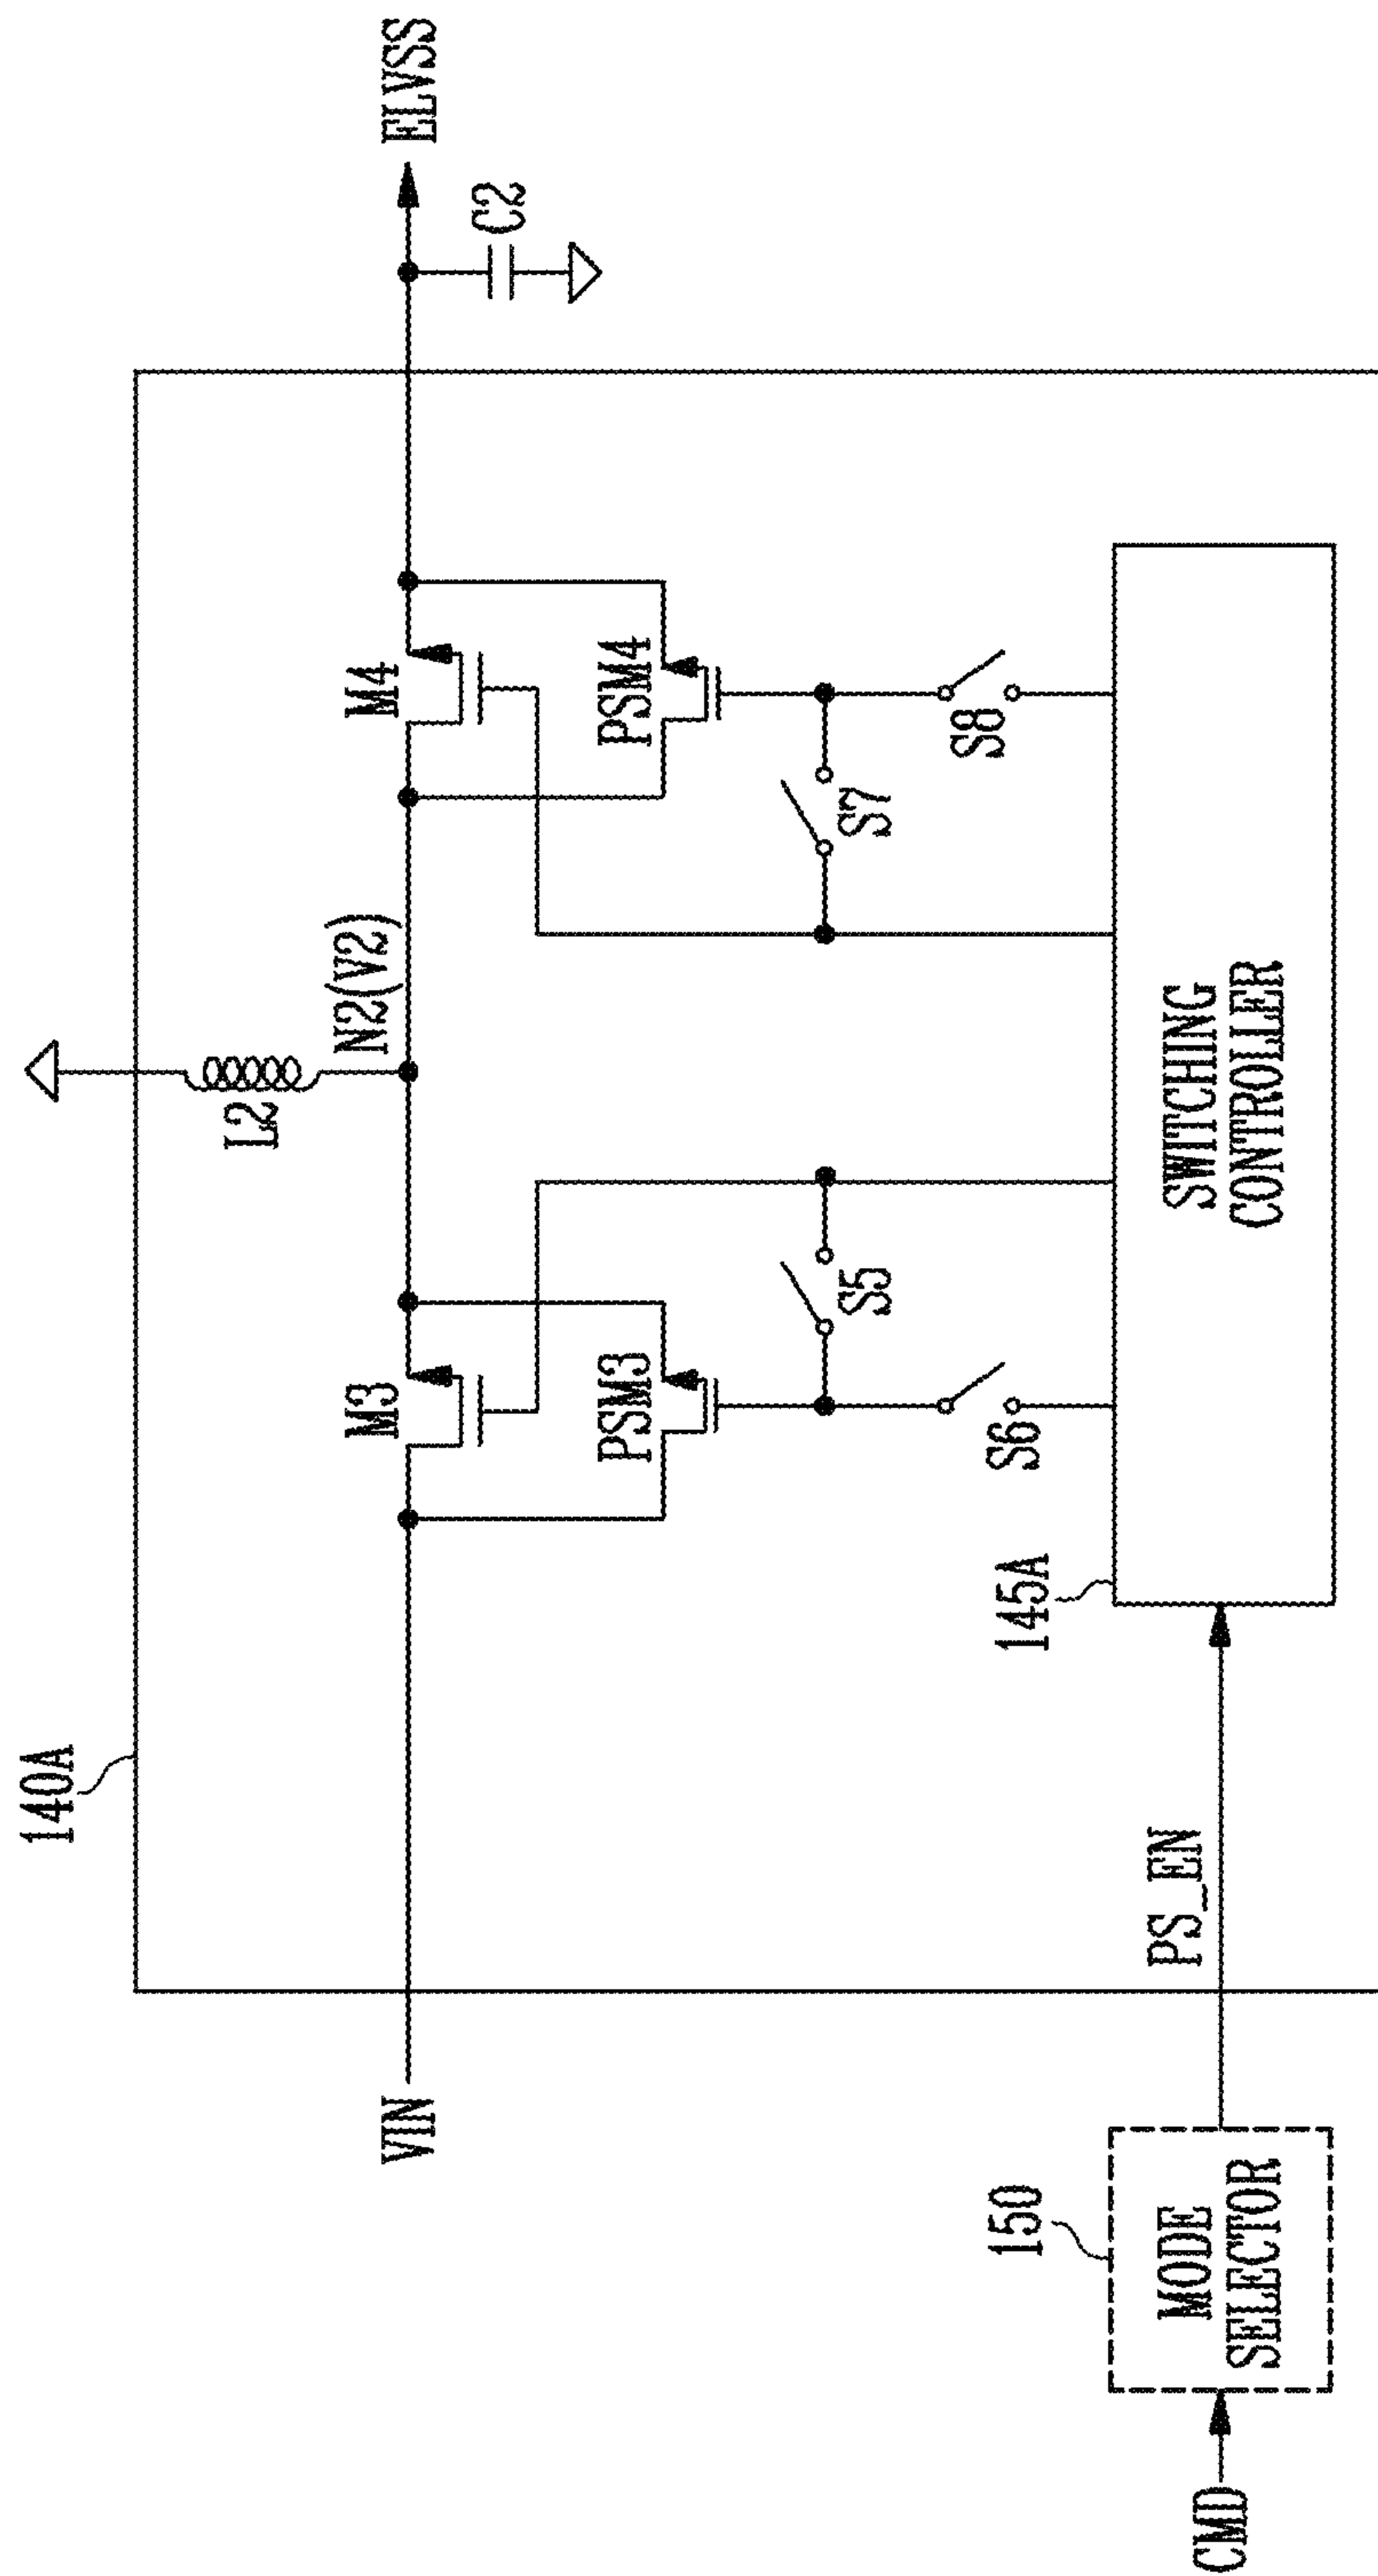 140A
L2
N2(V2)
VIN
M3
M4
ELVSS
C2
PSM3
PSM4
S5
S7
S6
S8
145A
SWITCHING
CONTROLLER
PS_EN
150
MODE
SELECTOR
CMD